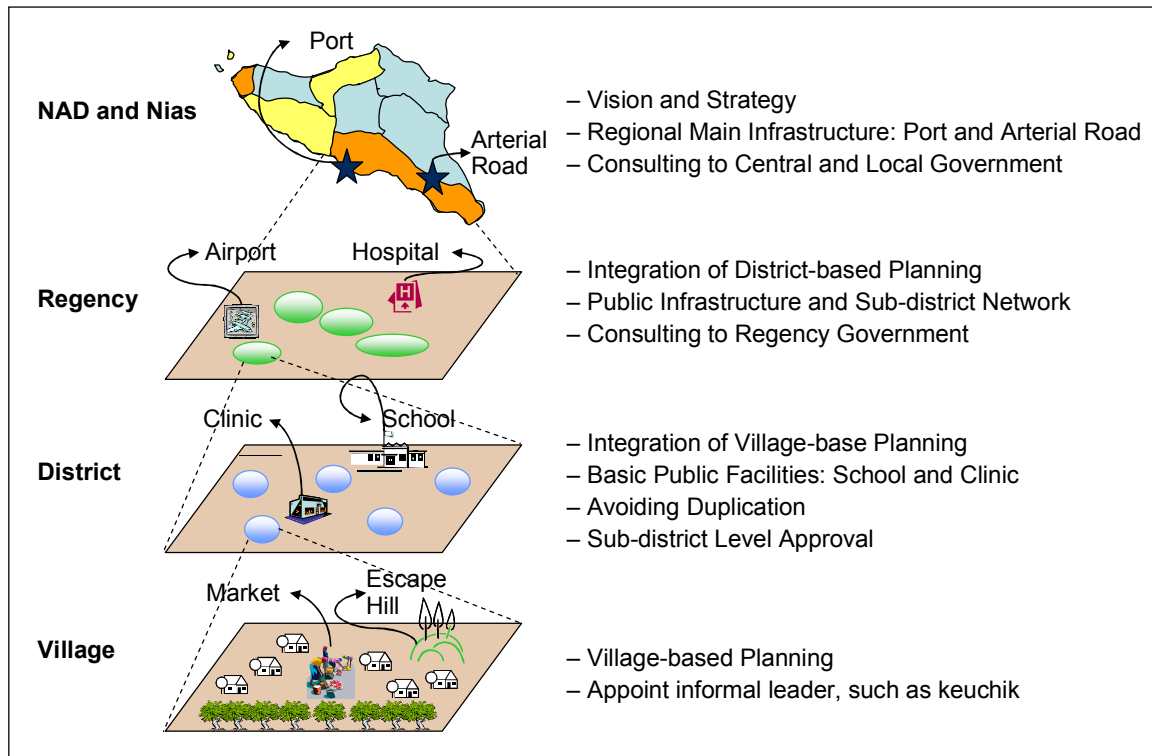 Port
NAD and Nias
Arterial
Road
– Vision and Strategy
– Regional Main Infrastructure: Port and Arterial Road
– Consulting to Central and Local Government
Airport
Hospital
H
Regency
– Integration of District-based Planning
– Public Infrastructure and Sub-district Network
– Consulting to Regency Government
Clinic
School
District
– Integration of Village-base Planning
– Basic Public Facilities: School and Clinic
– Avoiding Duplication
– Sub-district Level Approval
Market
Escape
Hill
Village
– Village-based Planning
– Appoint informal leader, such as keuchik